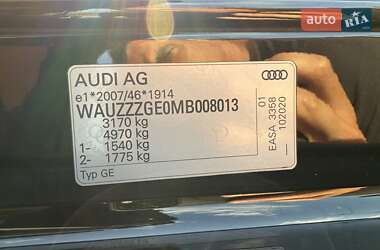 auto RIA.com
AUDI AG
e1*2007/46*1914
WAUZZZGE0MB008013
3170 kg
4970 kg
1- 1540 kg
2- 1775 kg
Typ GE
EASA 3358 01
102020